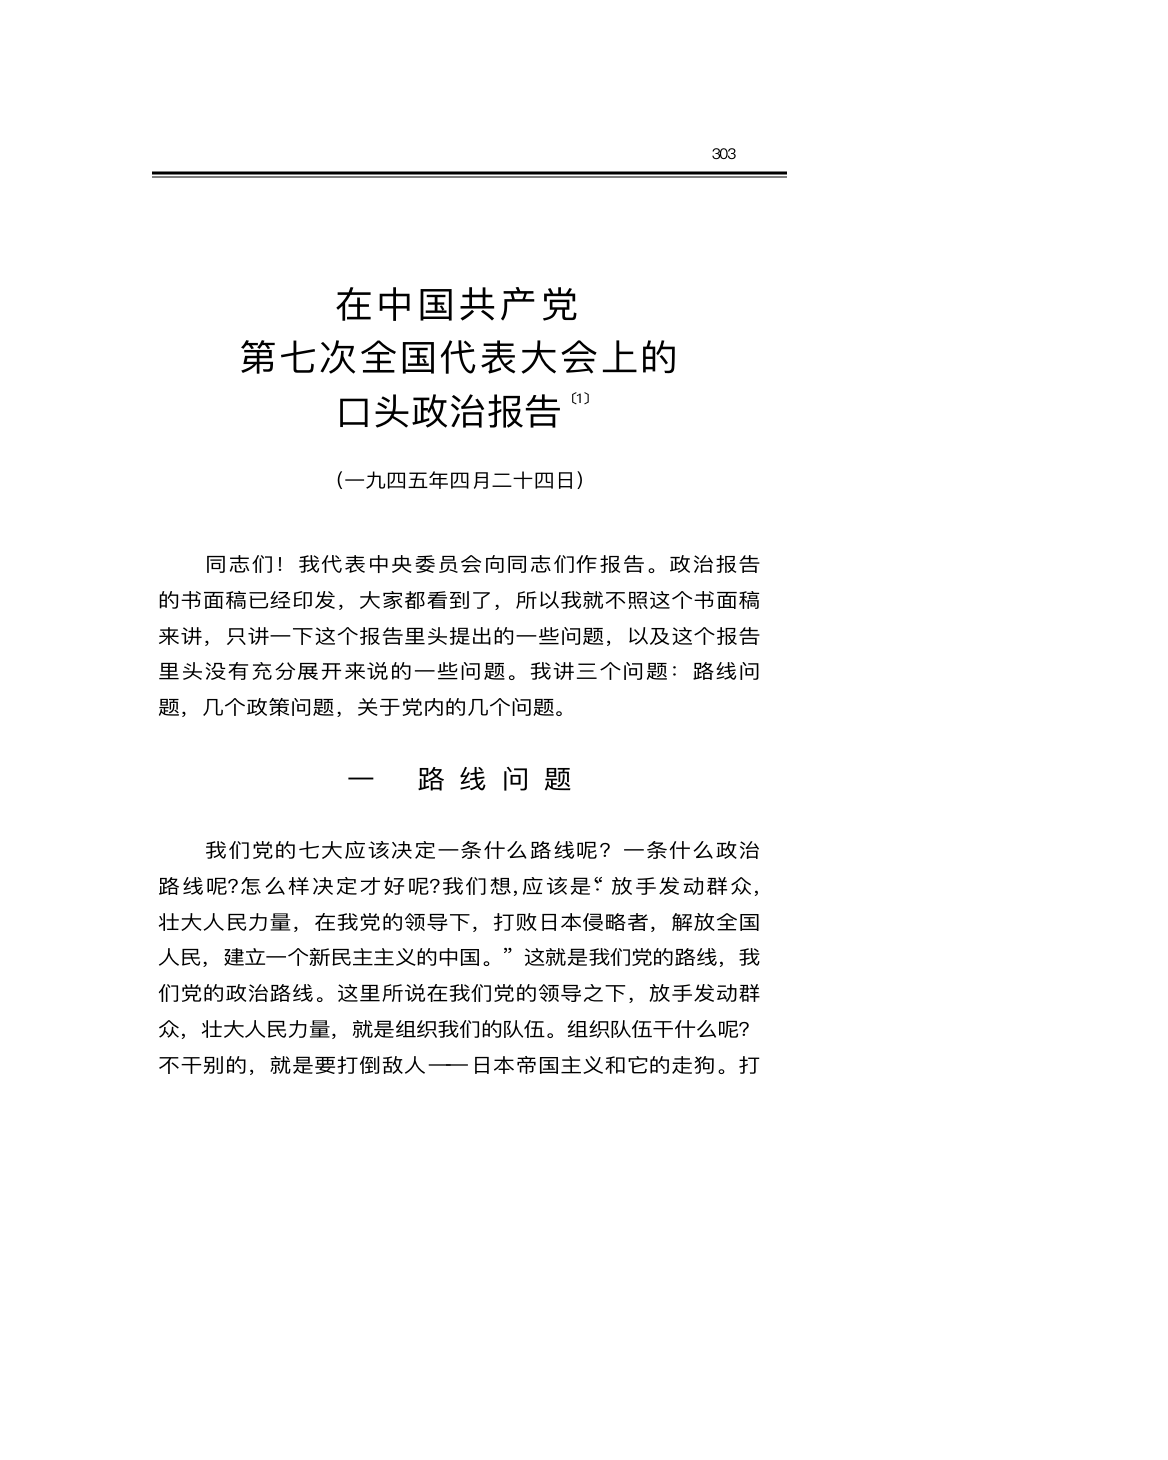 303
在中国共产党
第七次全国代表大会上的
口头政治报告〔1〕
（一九四五年四月二十四日）
同志们！我代表中央委员会向同志们作报告。政治报告
的书面稿已经印发，大家都看到了，所以我就不照这个书面稿
来讲，只讲一下这个报告里头提出的一些问题，以及这个报告
里头没有充分展开来说的一些问题。我讲三个问题：路线问
题，几个政策问题，关于党内的几个问题。
一　路线问题
我们党的七大应该决定一条什么路线呢？一条什么政治
路线呢？怎么样决定才好呢？我们想，应该是：“放手发动群众，
壮大人民力量，在我党的领导下，打败日本侵略者，解放全国
人民，建立一个新民主主义的中国。”这就是我们党的路线，我
们党的政治路线。这里所说在我们党的领导之下，放手发动群
众，壮大人民力量，就是组织我们的队伍。组织队伍干什么呢？
不干别的，就是要打倒敌人——日本帝国主义和它的走狗。打